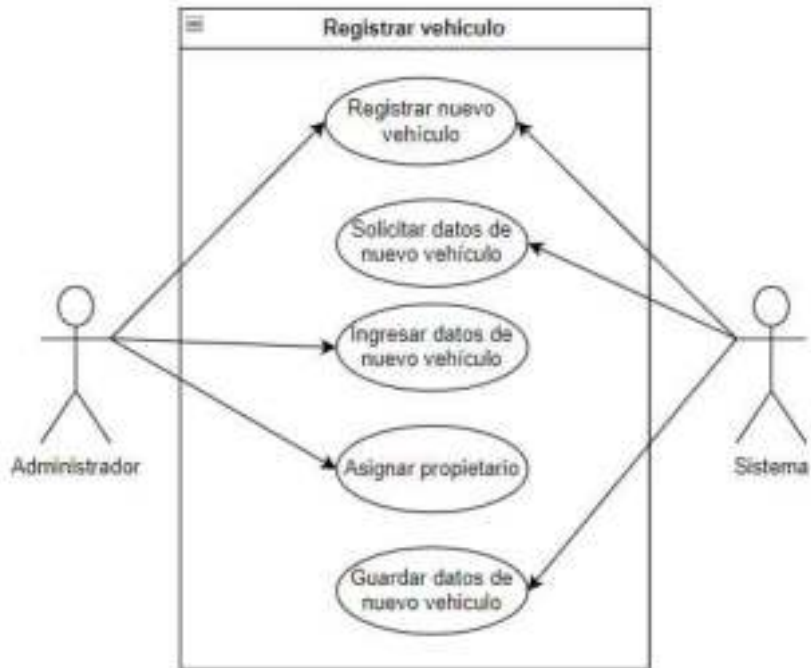 Registrar vehículo
Registrar nuevo
vehículo
Solicitar datos de
nuevo vehículo
Ingresar datos de
nuevo vehículo
Administrador
Asignar propietario
Sistema
Guardar datos de
nuevo vehículo